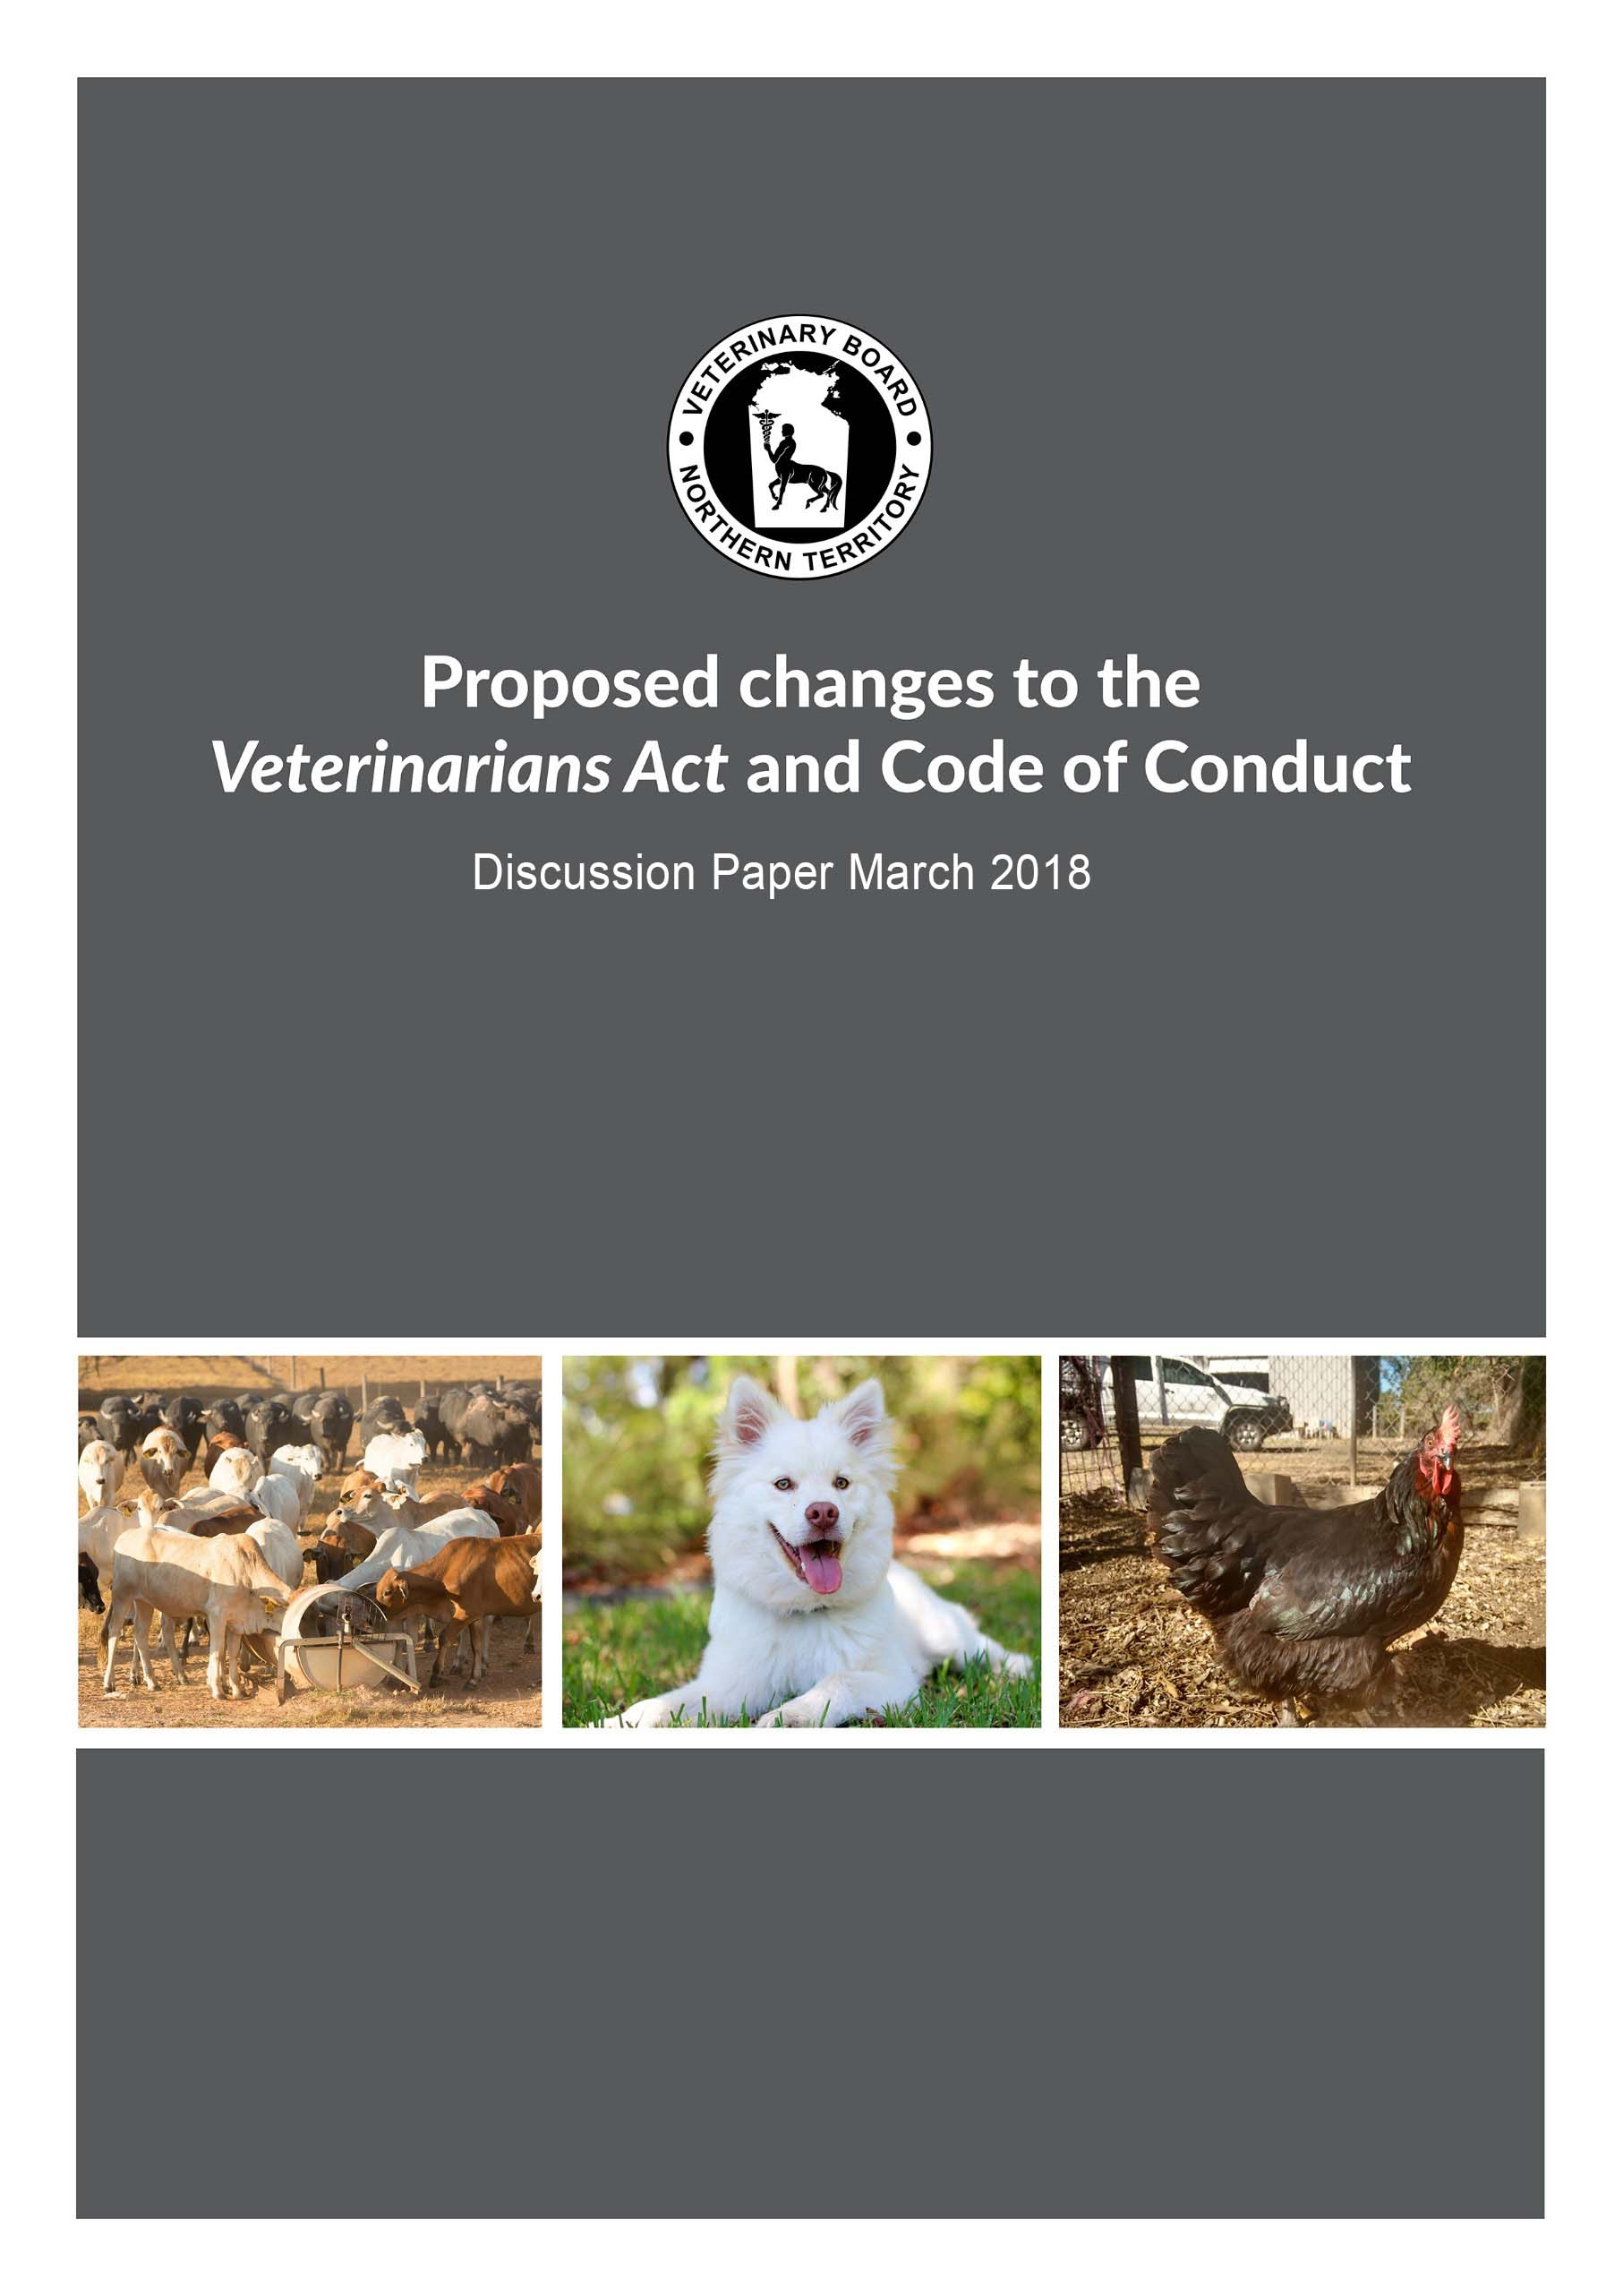 VETERINARY BOARD
NORTHERN TERRITORY
Proposed changes to the
Veterinarians Act and Code of Conduct
Discussion Paper March 2018